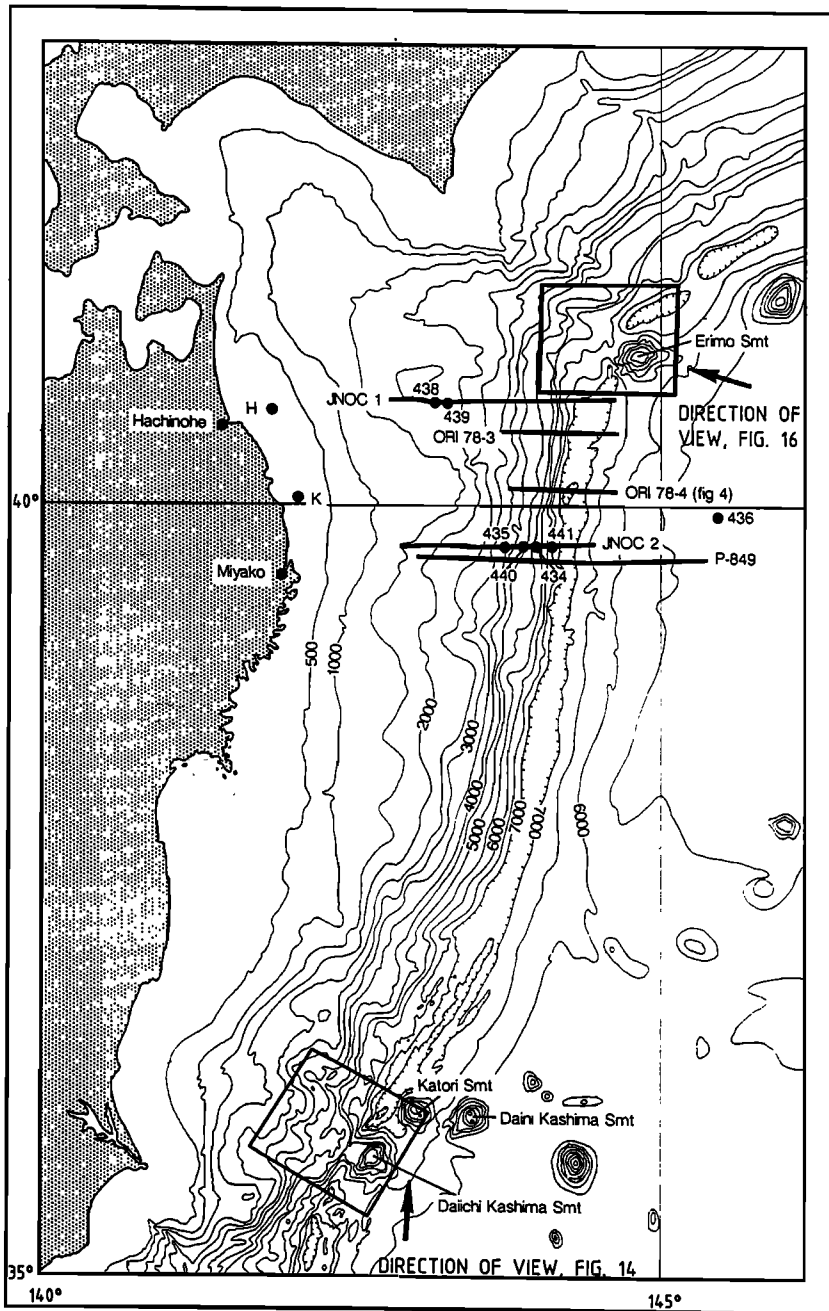 Erimo Smt
438
JNOC 1
439
H
Hachinohe
DIRECTION OF
VIEW, FIG. 16
ORI 78-3
ORI 78-4 (fig 4)
K
40°
436
435
441
JNOC 2
Miyako
440
434
P-849
500
1000
2000
3000
4000
5000
6000
7000
7000
6000
Katori Smt
Daini Kashima Smt
Daiichi Kashima Smt
DIRECTION OF VIEW, FIG. 14
35°
140°
145°